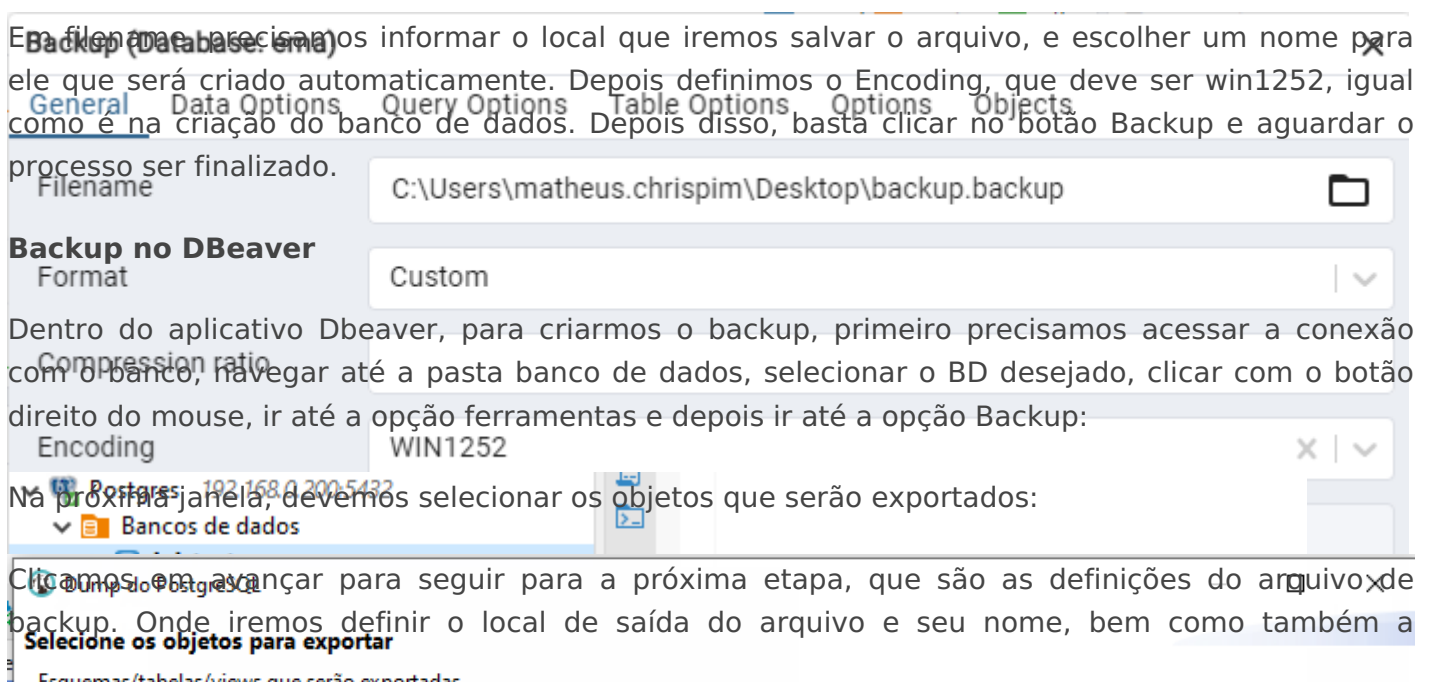 Em filename, precisamos informar o local que iremos salvar o arquivo, e escolher um nome para
Backup (Database: ema)
ele que será criado automaticamente. Depois definimos o Encoding, que deve ser win1252, igual
General Data Options Query Options Table Options Options Objects
como é na criação do banco de dados. Depois disso, basta clicar no botão Backup e aguardar o
processo ser finalizado.
Filename C:\Users\matheus.chrispim\Desktop\backup.backup
Backup no DBeaver
Format Custom
Dentro do aplicativo Dbeaver, para criarmos o backup, primeiro precisamos acessar a conexão
Compression ratio
com o banco, navegar até a pasta banco de dados, selecionar o BD desejado, clicar com o botão
direito do mouse, ir até a opção ferramentas e depois ir até a opção Backup:
Encoding WIN1252
Postgres 192.168.0.200:5432
Na próxima janela, devemos selecionar os objetos que serão exportados:
Bancos de dados
Clicamos em avançar para seguir para a próxima etapa, que são as definições do arquivo de
Dump do PostgreSQL
backup. Onde iremos definir o local de saída do arquivo e seu nome, bem como também a
Selecione os objetos para exportar
Esquemas/tabelas/views que serão exportadas